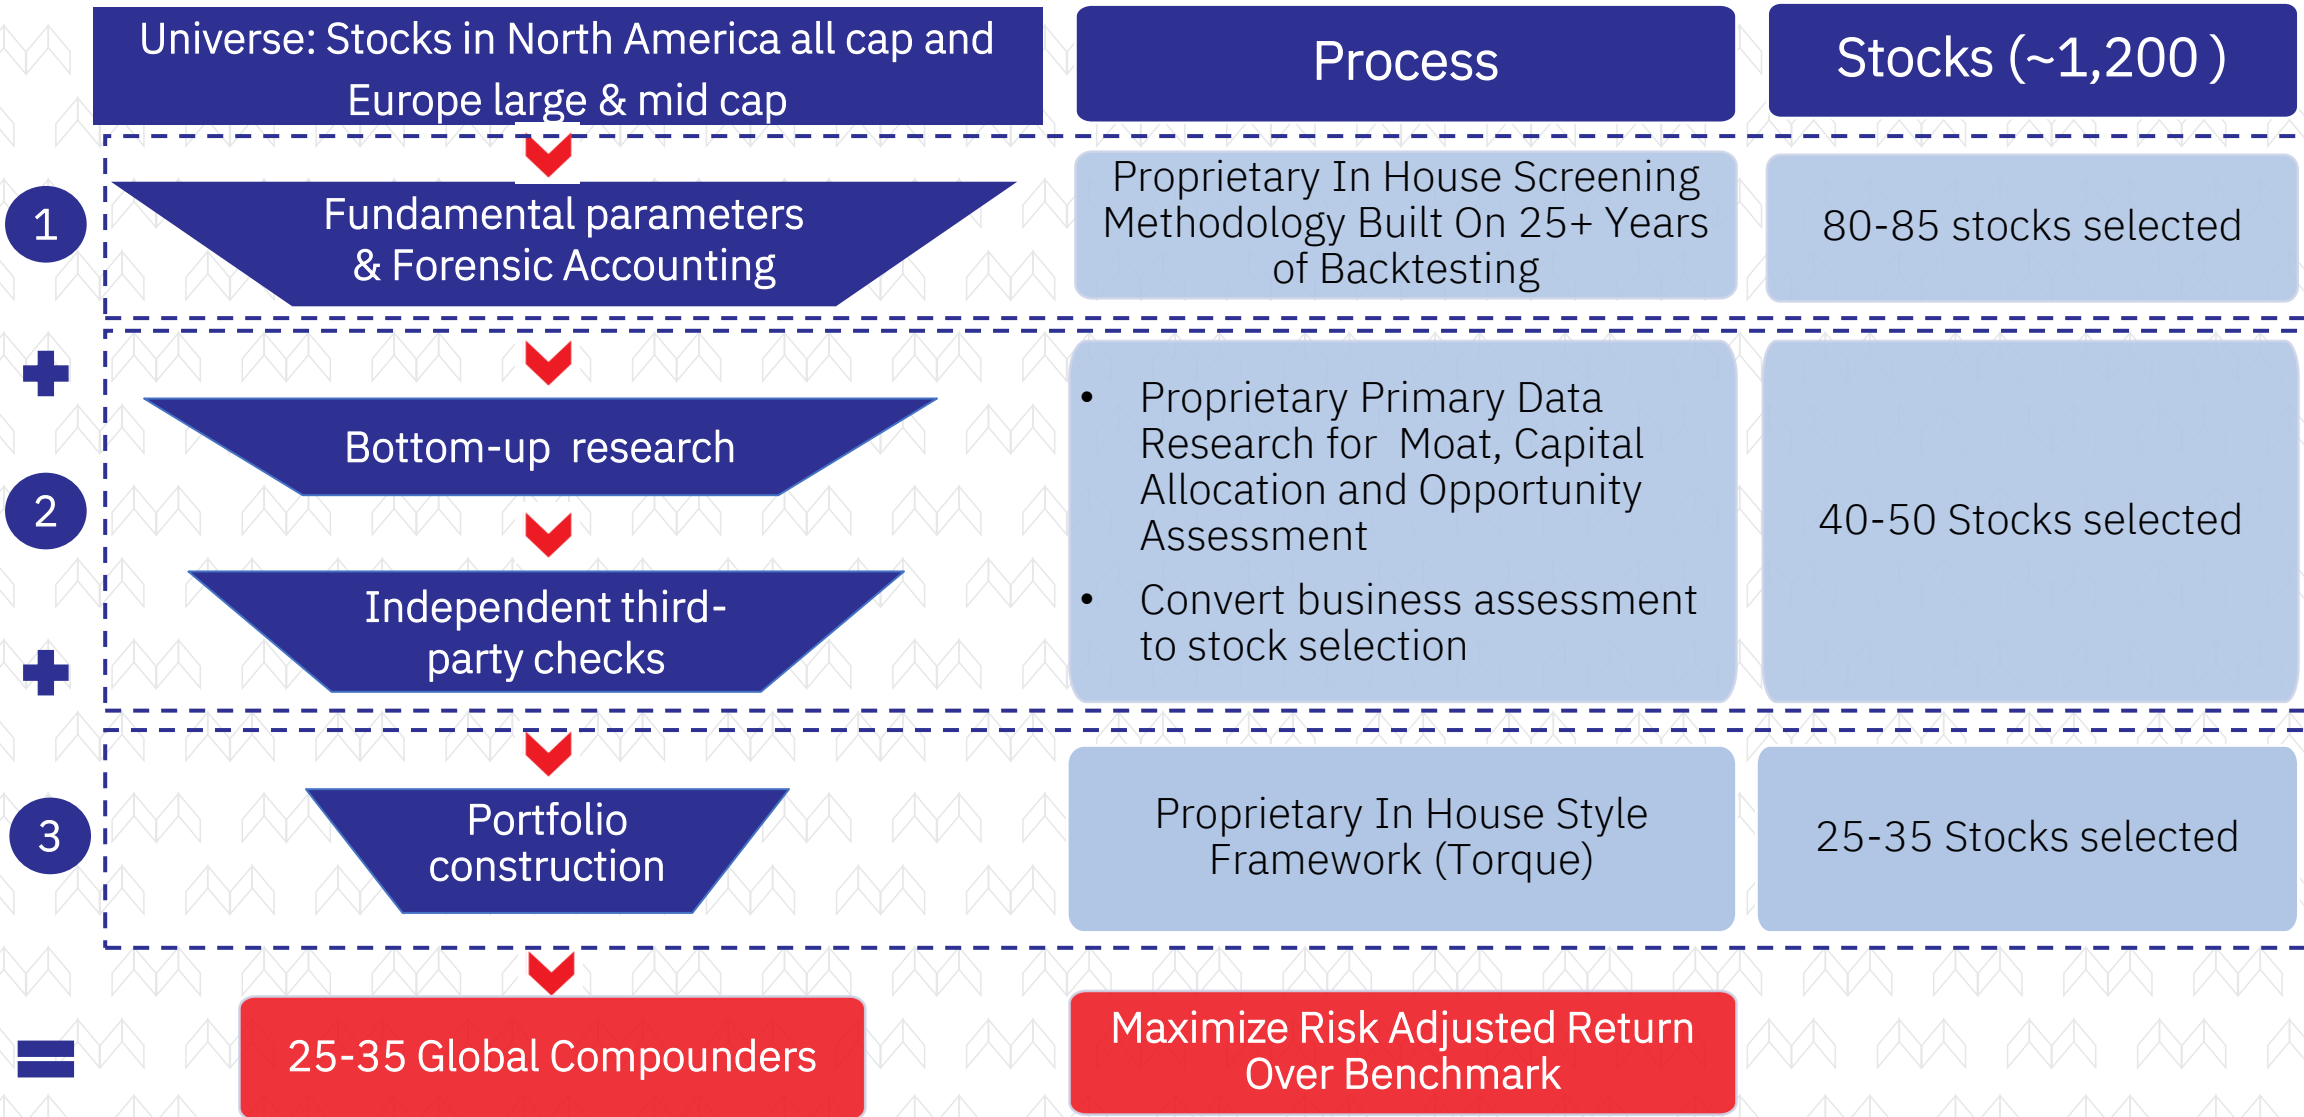 Universe: Stocks in North America all cap and
Europe large & mid cap
Process
Stocks (~1,200 )
1
Fundamental parameters
& Forensic Accounting
Proprietary In House Screening
Methodology Built On 25+ Years
of Backtesting
80-85 stocks selected
2
Bottom-up research
Independent third-
party checks
• Proprietary Primary Data
Research for Moat, Capital
Allocation and Opportunity
Assessment
• Convert business assessment
to stock selection
40-50 Stocks selected
3
Portfolio
construction
Proprietary In House Style
Framework (Torque)
25-35 Stocks selected
25-35 Global Compounders
Maximize Risk Adjusted Return
Over Benchmark